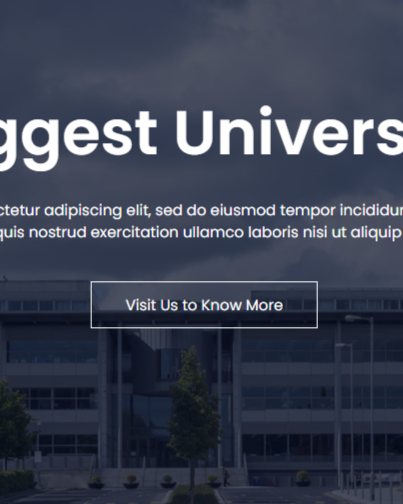 ggest Univers
ctetur adipiscing elit, sed do eiusmod tempor incididun
quis nostrud exercitation ullamco laboris nisi ut aliquip
Visit Us to Know More